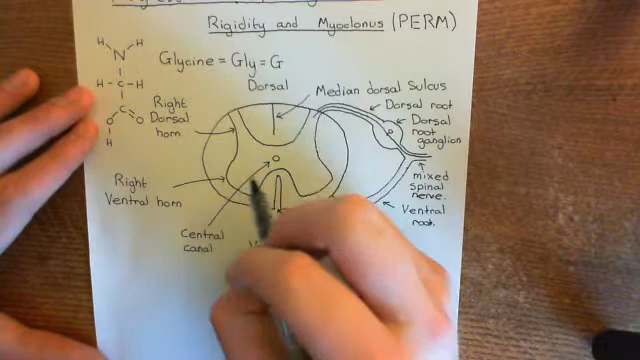 Rigidity and Myoclonus (PERM)
Glycine = Gly = G
H
H
N
H - C - H
C
O
O
H
Dorsal
Median dorsal Sulcus
Right
Dorsal
horn
Dorsal root
Dorsal
root
ganglion
mixed
spinal
nerve.
Ventral
root.
Right
Ventral horn
Central
canal